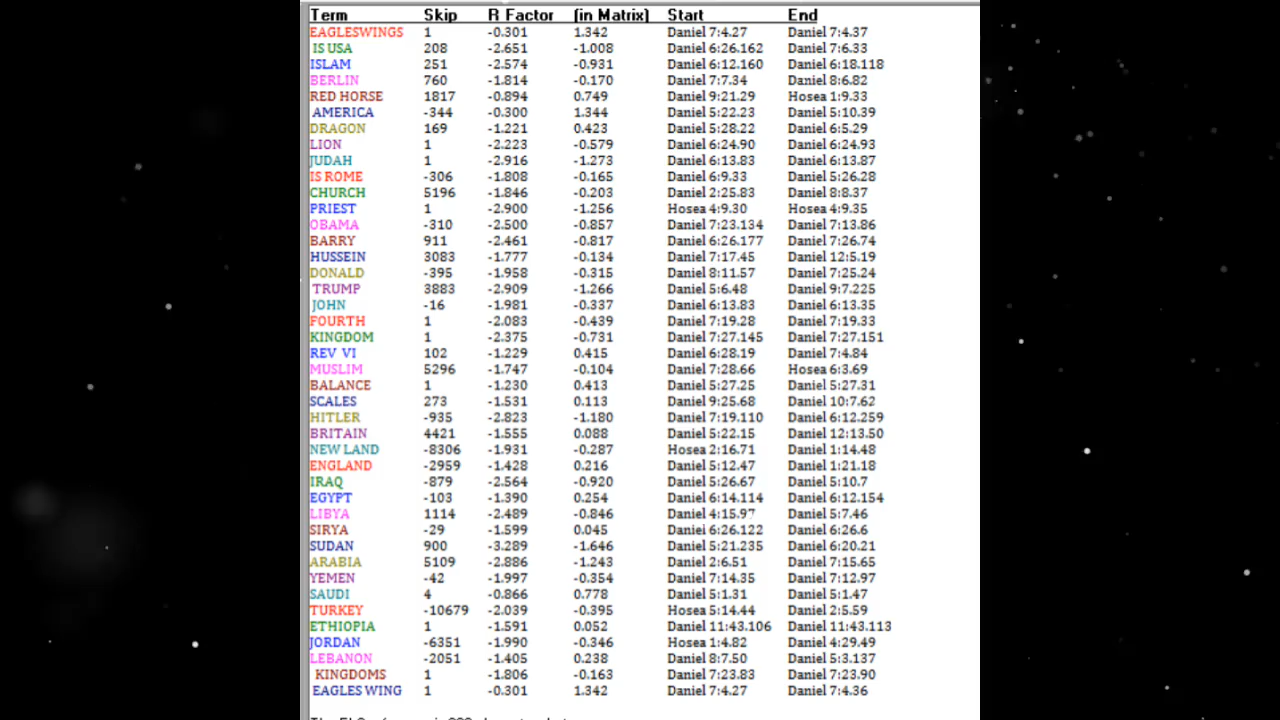 Term Skip R Factor (in Matrix) Start End
EAGLESWINGS 1 -0.301 1.342 Daniel 7:4.27 Daniel 7:4.37
IS USA 208 -2.651 -1.008 Daniel 6:26.162 Daniel 7:6.33
ISLAM 251 -2.574 -0.931 Daniel 6:12.160 Daniel 6:18.118
BERLIN 760 -1.814 -0.170 Daniel 7:7.34 Daniel 8:6.82
RED HORSE 1817 -0.894 0.749 Daniel 9:21.29 Hosea 1:9.33
AMERICA -344 -0.300 1.344 Daniel 5:22.23 Daniel 5:10.39
DRAGON 169 -1.221 0.423 Daniel 5:28.22 Daniel 6:5.29
LION 1 -2.223 -0.579 Daniel 6:24.90 Daniel 6:24.93
JUDAH 1 -2.916 -1.273 Daniel 6:13.83 Daniel 6:13.87
IS ROME -306 -1.808 -0.165 Daniel 6:9.33 Daniel 5:26.28
CHURCH 5196 -1.846 -0.203 Daniel 2:25.83 Daniel 8:8.37
PRIEST 1 -2.900 -1.256 Hosea 4:9.30 Hosea 4:9.35
OBAMA -310 -2.500 -0.857 Daniel 7:23.134 Daniel 7:13.86
BARRY 911 -2.461 -0.817 Daniel 6:26.177 Daniel 7:26.74
HUSSEIN 3083 -1.777 -0.134 Daniel 7:17.45 Daniel 12:5.19
DONALD -395 -1.958 -0.315 Daniel 8:11.57 Daniel 7:25.24
TRUMP 3883 -2.909 -1.266 Daniel 5:6.48 Daniel 9:7.225
JOHN -16 -1.981 -0.337 Daniel 6:13.83 Daniel 6:13.35
FOURTH 1 -2.083 -0.439 Daniel 7:19.28 Daniel 7:19.33
KINGDOM 1 -2.375 -0.731 Daniel 7:27.145 Daniel 7:27.151
REV VI 102 -1.229 0.415 Daniel 6:28.19 Daniel 7:4.84
MUSLIM 5296 -1.747 -0.104 Daniel 7:28.66 Hosea 6:3.69
BALANCE 1 -1.230 0.413 Daniel 5:27.25 Daniel 5:27.31
SCALES 273 -1.531 0.113 Daniel 9:25.68 Daniel 10:7.62
HITLER -935 -2.823 -1.180 Daniel 7:19.110 Daniel 6:12.259
BRITAIN 4421 -1.555 0.088 Daniel 5:22.15 Daniel 12:13.50
NEW LAND -8306 -1.931 -0.287 Hosea 2:16.71 Daniel 1:14.48
ENGLAND -2959 -1.428 0.216 Daniel 5:12.47 Daniel 1:21.18
IRAQ -879 -2.564 -0.920 Daniel 5:26.67 Daniel 5:10.7
EGYPT -103 -1.390 0.254 Daniel 6:14.114 Daniel 6:12.154
LIBYA 1114 -2.489 -0.846 Daniel 4:15.97 Daniel 5:7.46
SIRYA -29 -1.599 0.045 Daniel 6:26.122 Daniel 6:26.6
SUDAN 900 -3.289 -1.646 Daniel 5:21.235 Daniel 6:20.21
ARABIA 5109 -2.886 -1.243 Daniel 2:6.51 Daniel 7:15.65
YEMEN -42 -1.997 -0.354 Daniel 7:14.35 Daniel 7:12.97
SAUDI 4 -0.866 0.778 Daniel 5:1.31 Daniel 5:1.47
TURKEY -10679 -2.039 -0.395 Hosea 5:14.44 Daniel 2:5.59
ETHIOPIA 1 -1.591 0.052 Daniel 11:43.106 Daniel 11:43.113
JORDAN -6351 -1.990 -0.346 Hosea 1:4.82 Daniel 4:29.49
LEBANON -2051 -1.405 0.238 Daniel 8:7.50 Daniel 5:3.137
KINGDOMS 1 -1.806 -0.163 Daniel 7:23.83 Daniel 7:23.90
EAGLES WING 1 -0.301 1.342 Daniel 7:4.27 Daniel 7:4.36